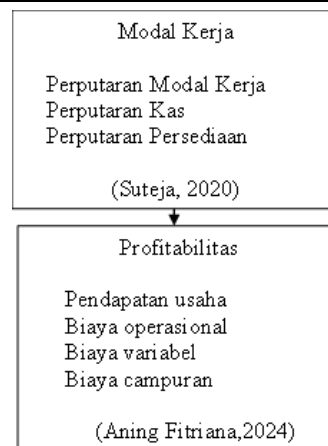 Modal Kerja
Perputaran Modal Kerja
Perputaran Kas
Perputaran Persediaan
(Suteja, 2020)
Profitabilitas
Pendapatan usaha
Biaya operasional
Biaya variabel
Biaya campuran
(Aning Fitriana,2024)